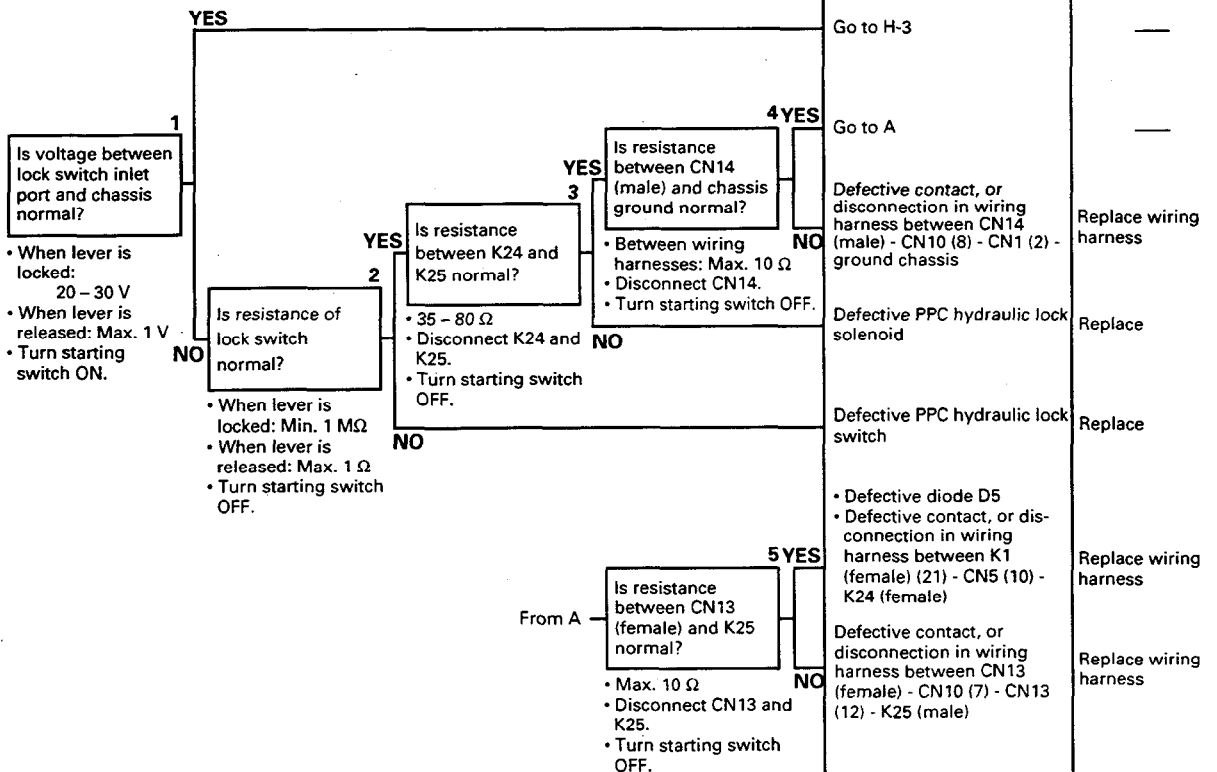 YES
Go to H-3
—
1
Is voltage between
lock switch inlet
port and chassis
normal?
• When lever is
locked:
20 – 30 V
• When lever is
released: Max. 1 V
• Turn starting
switch ON.
NO
2
Is resistance of
lock switch
normal?
• When lever is
locked: Min. 1 MΩ
• When lever is
released: Max. 1 Ω
• Turn starting switch
OFF.
YES
NO
3
Is resistance
between K24 and
K25 normal?
• 35 – 80 Ω
• Disconnect K24 and
K25.
• Turn starting switch
OFF.
YES
NO
4
Is resistance
between CN14
(male) and chassis
ground normal?
• Between wiring
harnesses: Max. 10 Ω
• Disconnect CN14.
• Turn starting switch OFF.
YES
Go to A
—
NO
Defective contact, or
disconnection in wiring
harness between CN14
(male) - CN10 (8) - CN1 (2) -
ground chassis
Replace wiring
harness
Defective PPC hydraulic lock
solenoid
Replace
Defective PPC hydraulic lock
switch
Replace
From A
5
Is resistance
between CN13
(female) and K25
normal?
• Max. 10 Ω
• Disconnect CN13 and
K25.
• Turn starting switch
OFF.
YES
• Defective diode D5
• Defective contact, or dis-
connection in wiring
harness between K1
(female) (21) - CN5 (10) -
K24 (female)
Replace wiring
harness
NO
Defective contact, or
disconnection in wiring
harness between CN13
(female) - CN10 (7) - CN13
(12) - K25 (male)
Replace wiring
harness